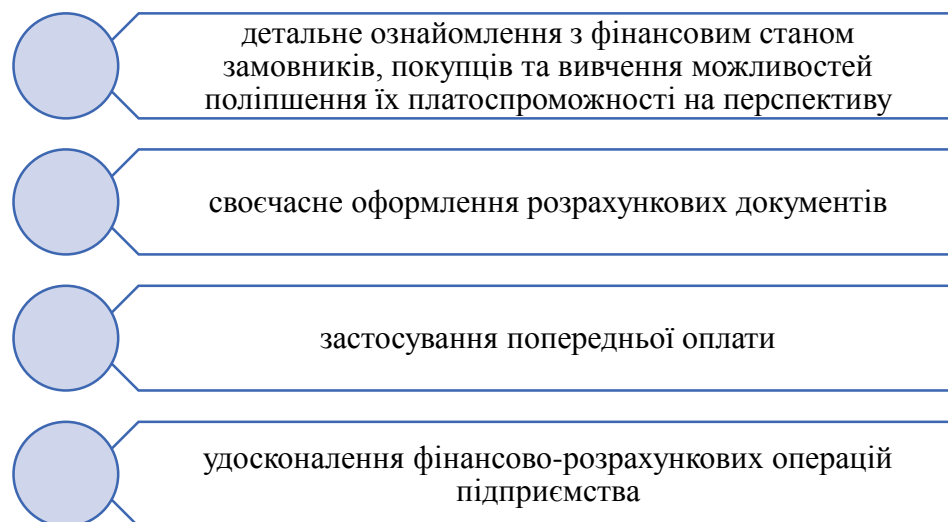 детальне ознайомлення з фінансовим станом
замовників, покупців та вивчення можливостей
поліпшення їх платоспроможності на перспективу
своєчасне оформлення розрахункових документів
застосування попередньої оплати
удосконалення фінансово-розрахункових операцій
підприємства